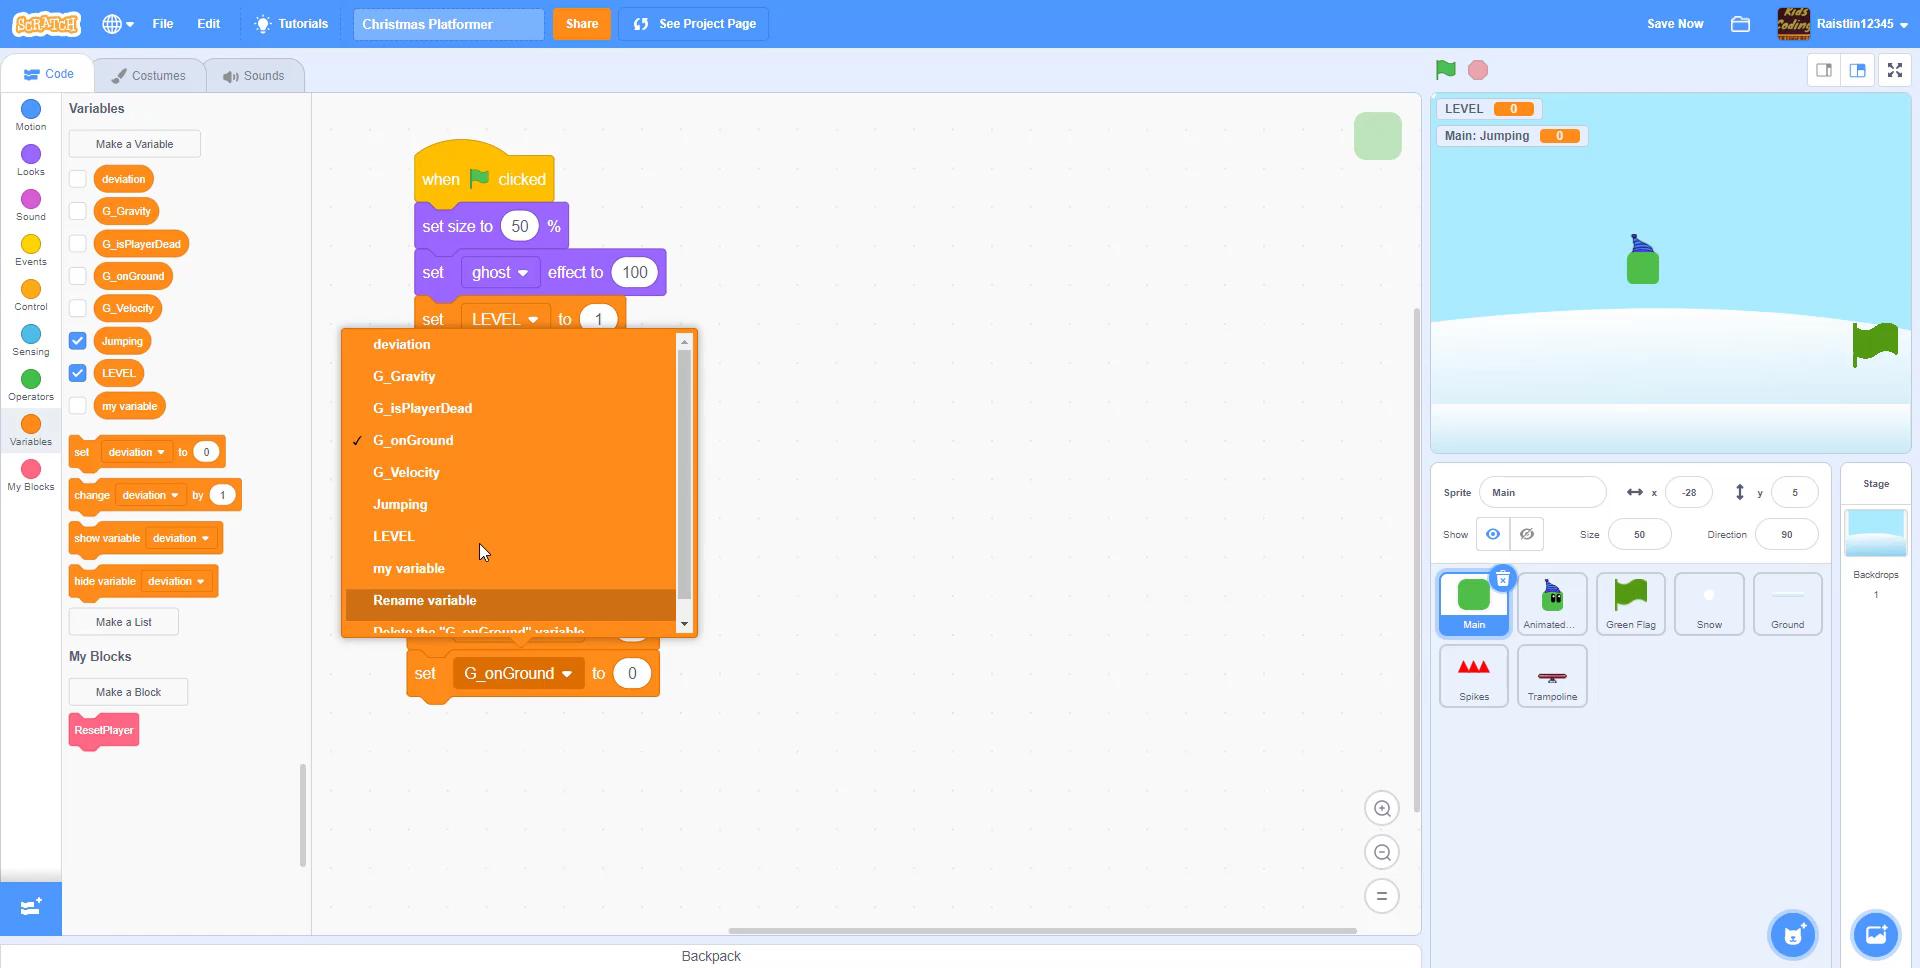 SCRATCH
File
Edit
Tutorials
Christmas Platformer
Share
See Project Page
Save Now
Raistlin12345
Code
Costumes
Sounds
Motion
Looks
Sound
Events
Control
Sensing
Operators
Variables
My Blocks
Variables
Make a Variable
deviation
G_Gravity
G_isPlayerDead
G_onGround
G_Velocity
Jumping
LEVEL
my variable
set deviation to 0
change deviation by 1
show variable deviation
hide variable deviation
Make a List
My Blocks
Make a Block
ResetPlayer
when clicked
set size to 50 %
set ghost effect to 100
set LEVEL to 1
deviation
G_Gravity
G_isPlayerDead
✓ G_onGround
G_Velocity
Jumping
LEVEL
my variable
Rename variable
Delete the "G_onGround" variable
set G_onGround to 0
Backpack
LEVEL 0
Main: Jumping 0
Sprite Main x -28 y 5
Show Size 50 Direction 90
Main
Animated...
Green Flag
Snow
Ground
Spikes
Trampoline
Stage
Backdrops
1